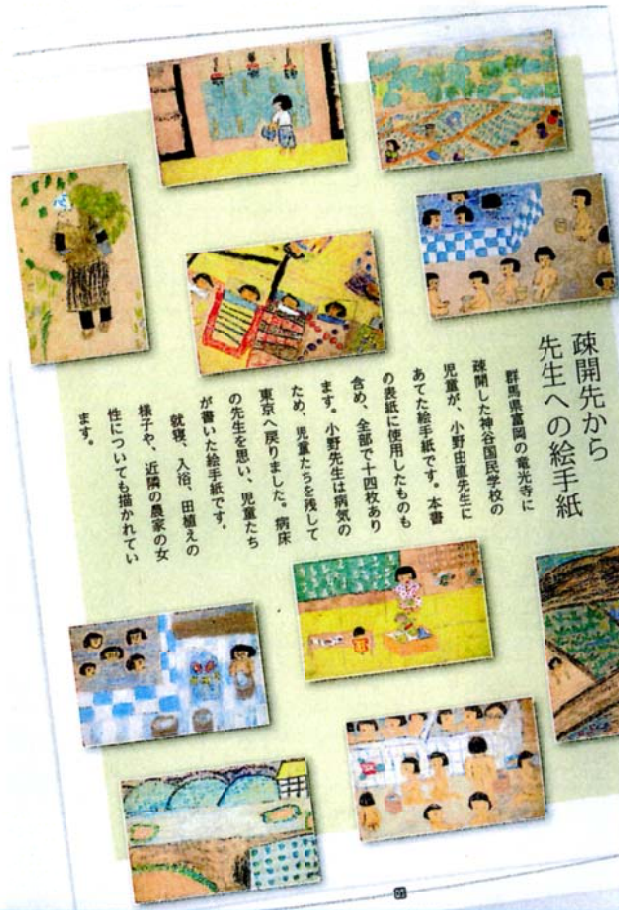 疎開先から
先生への絵手紙
群馬県富岡の竜光寺に
疎開した神谷国民学校の
児童が、小野由直先生に
あてた絵手紙です。本書
の表紙に使用したものも
含め、全部で十四枚あり
ます。小野先生は病気の
ため、児童たちを残して
東京へ戻りました。病床
の先生を思い、児童たち
が書いた絵手紙です。
就寝、入浴、田植えの
様子や、近隣の農家の女
性についても描かれてい
ます。